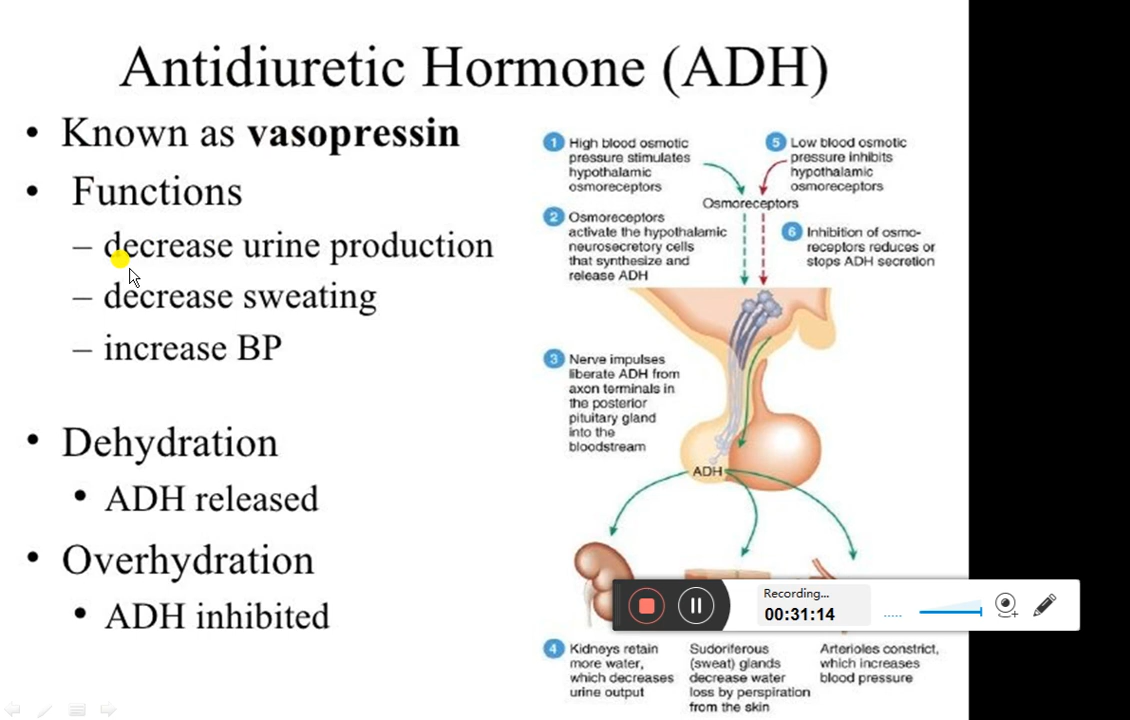 Antidiuretic Hormone (ADH)
• Known as vasopressin
• Functions
– decrease urine production
– decrease sweating
– increase BP
• Dehydration
• ADH released
• Overhydration
• ADH inhibited
1 High blood osmotic
pressure stimulates
hypothalamic
osmoreceptors
5 Low blood osmotic
pressure inhibits
hypothalamic
osmoreceptors
Osmoreceptors
2 Osmoreceptors
activate the hypothalamic
neurosecretory cells
that synthesize and
release ADH
6 Inhibition of osmo-
receptors reduces or
stops ADH secretion
3 Nerve impulses
liberate ADH from
axon terminals in
the posterior
pituitary gland
into the
bloodstream
ADH
Recording...
00:31:14
4 Kidneys retain
more water,
which decreases
urine output
Sudoriferous
(sweat) glands
decrease water
loss by perspiration
from the skin
Arterioles constrict,
which increases
blood pressure